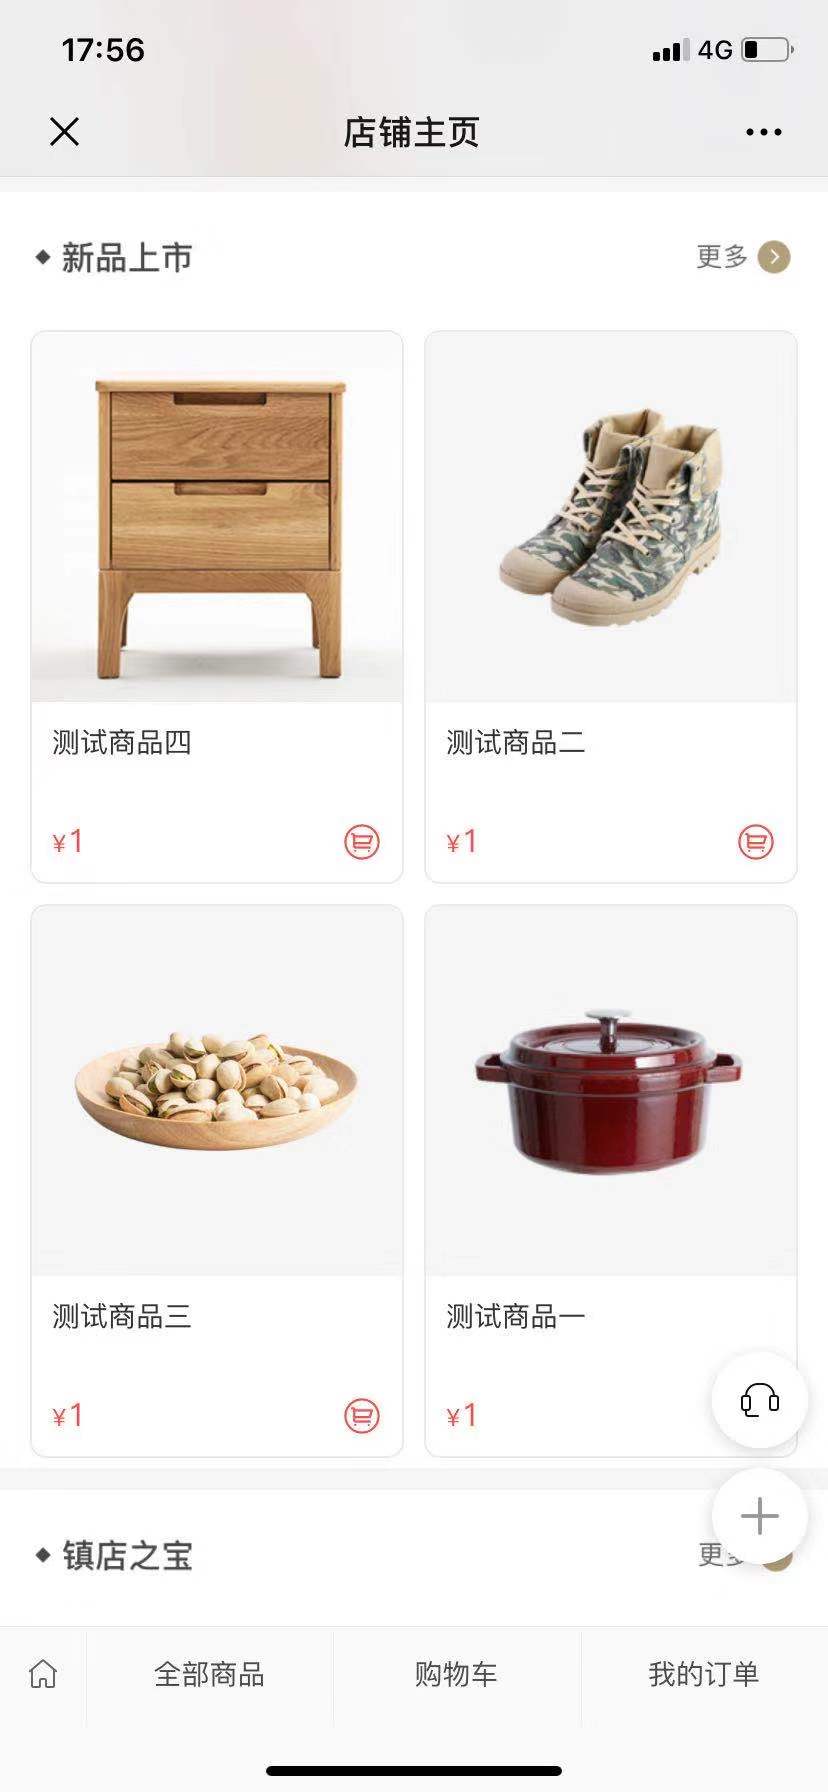 17:56
4G
店铺主页
新品上市
更多
测试商品四
测试商品二
¥1
¥1
测试商品三
测试商品一
¥1
¥1
镇店之宝
更多
全部商品
购物车
我的订单